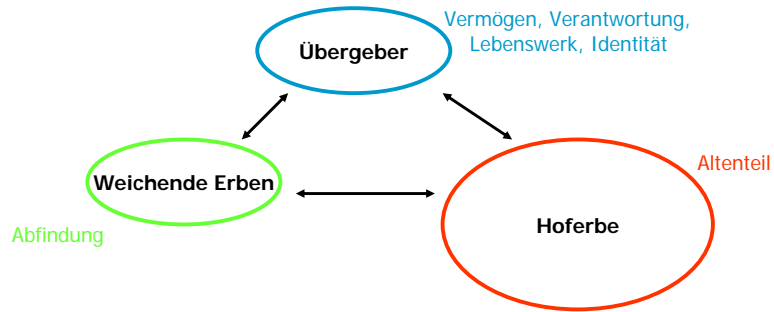 Vermögen, Verantwortung,
Lebenswerk, Identität
Übergeber
Altenteil
Weichende Erben
Hoferbe
Abfindung